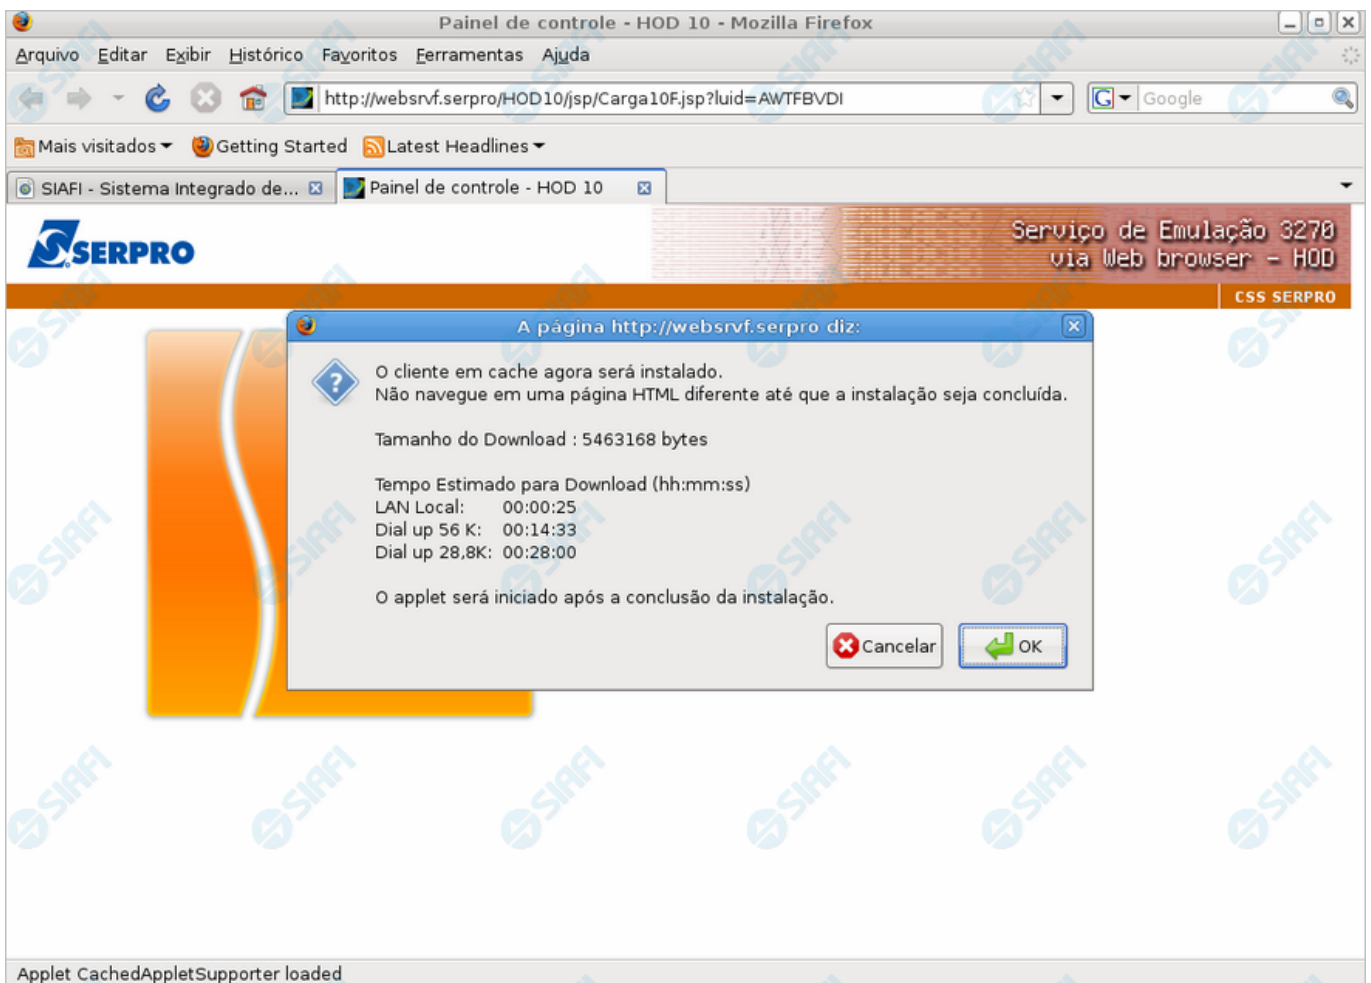 Painel de controle - HOD 10 - Mozilla Firefox
Arquivo Editar Exibir Histórico Favoritos Ferramentas Ajuda
http://websrvf.serpro/HOD10/jsp/Carga10F.jsp?luid=AWTFBVDI
G Google
Mais visitados Getting Started Latest Headlines
SIAFI - Sistema Integrado de... Painel de controle - HOD 10
SERPRO
Serviço de Emulação 3270
via Web browser - HOD
CSS SERPRO
A página http://websrvf.serpro diz:
O cliente em cache agora será instalado.
Não navegue em uma página HTML diferente até que a instalação seja concluída.
Tamanho do Download : 5463168 bytes
Tempo Estimado para Download (hh:mm:ss)
LAN Local: 00:00:25
Dial up 56 K: 00:14:33
Dial up 28,8K: 00:28:00
O applet será iniciado após a conclusão da instalação.
Cancelar OK
SIAFI
Applet CachedAppletSupporter loaded